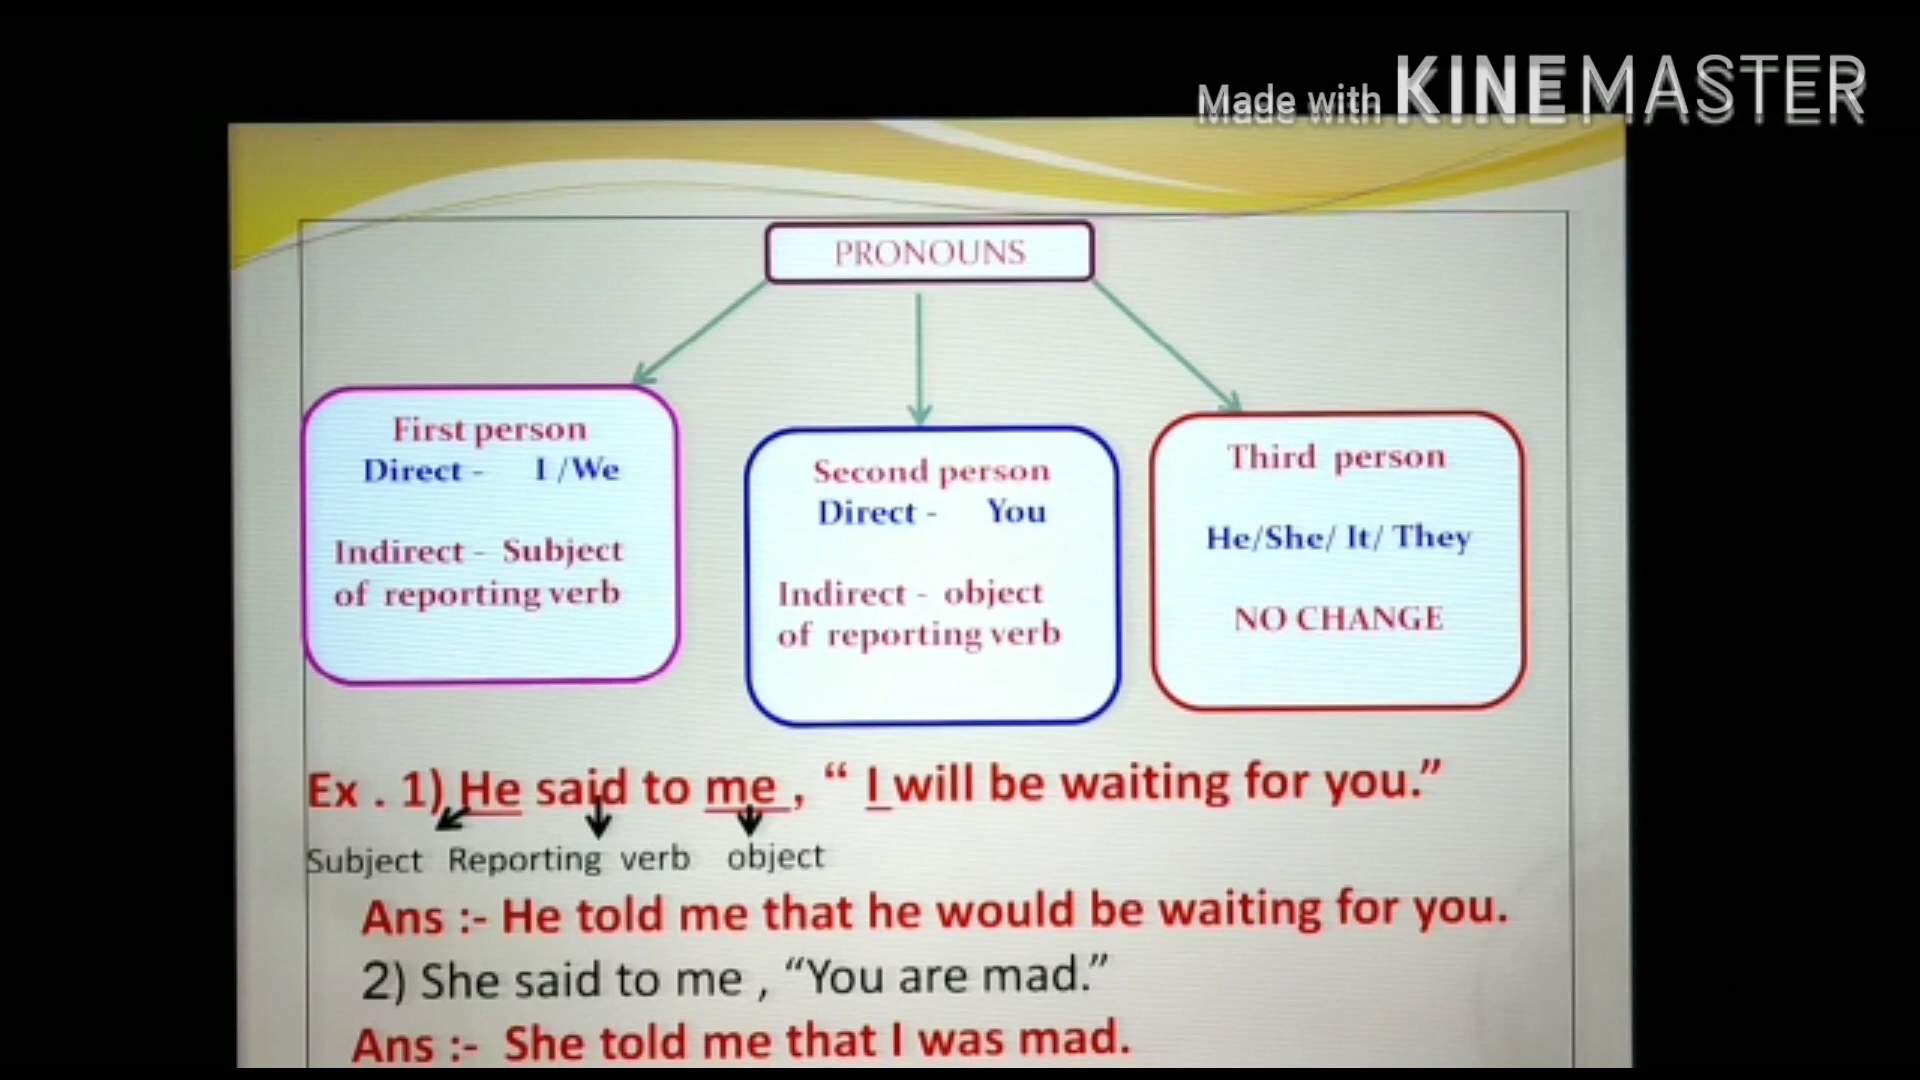 Made with KINEMASTER
PRONOUNS
First person
Direct - I /We
Indirect - Subject
of reporting verb
Second person
Direct - You
Indirect - object
of reporting verb
Third person
He/She/ It/ They
NO CHANGE
Ex . 1) He said to me , “ I will be waiting for you.”
Subject Reporting verb object
Ans :- He told me that he would be waiting for you.
2) She said to me , “You are mad.”
Ans :- She told me that I was mad.